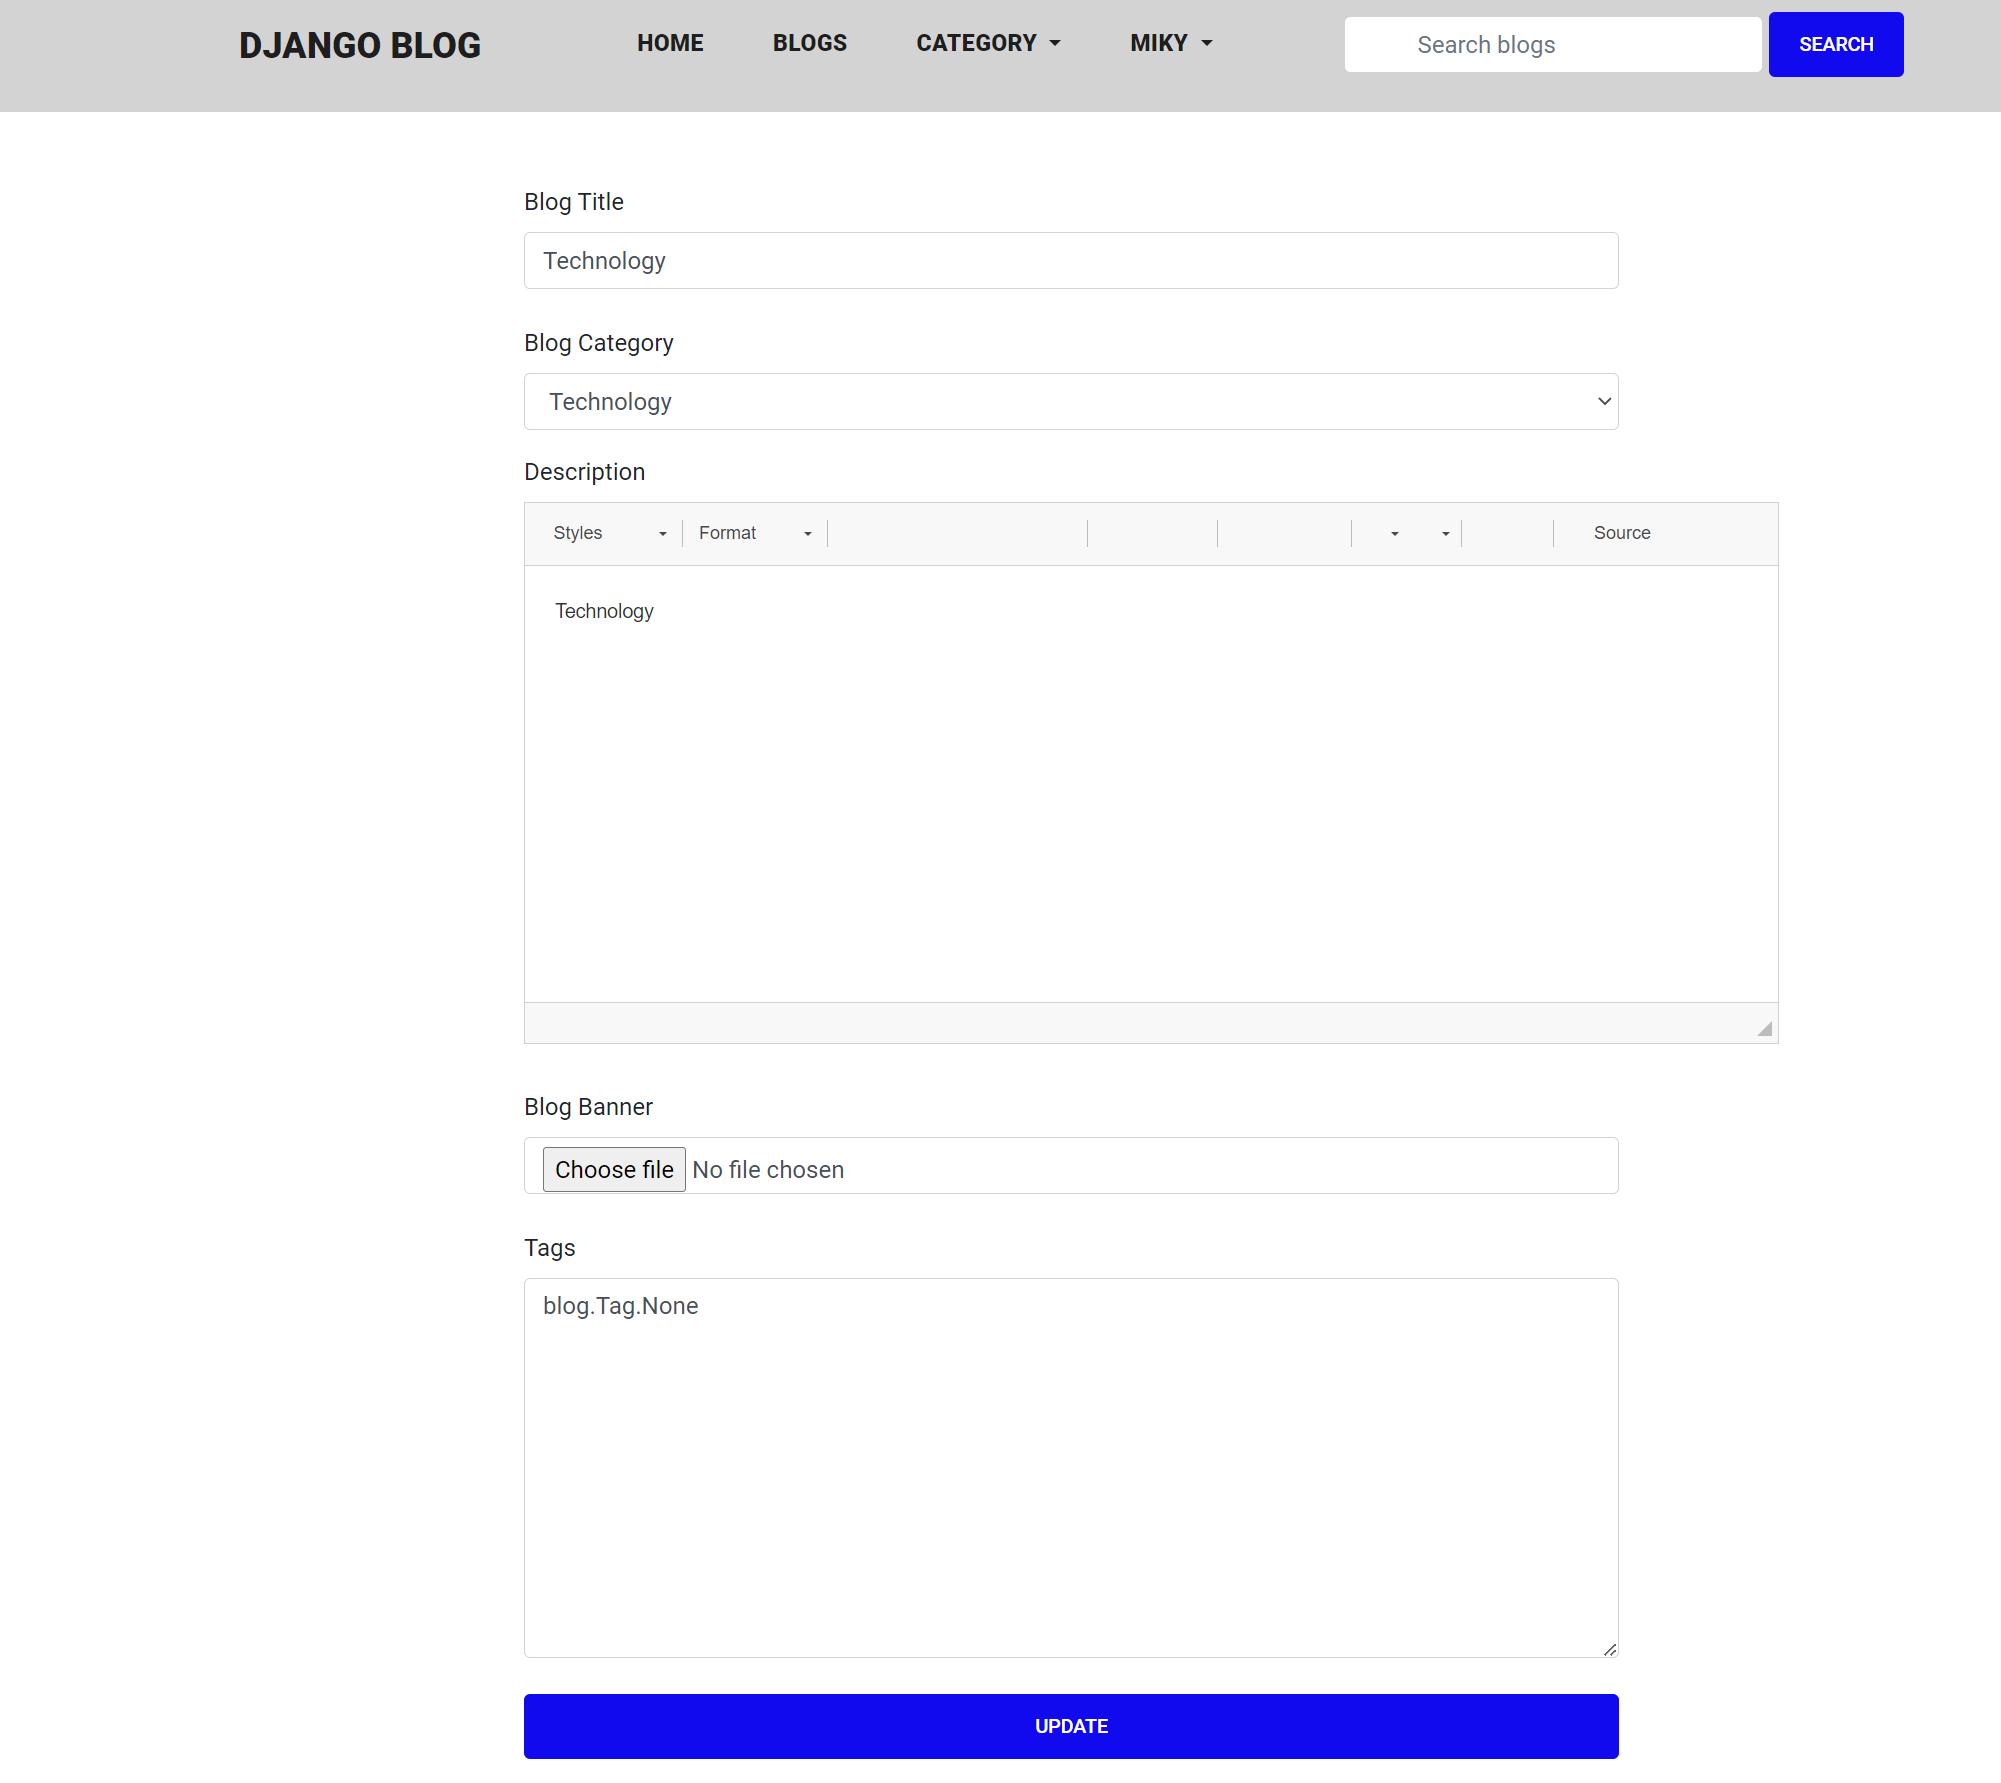 DJANGO BLOG HOME BLOGS CATEGORY MIKY Search blogs SEARCH
Blog Title
Technology
Blog Category
Technology
Description
Styles Format Source
Technology
Blog Banner
Choose file No file chosen
Tags
blog.Tag.None
UPDATE